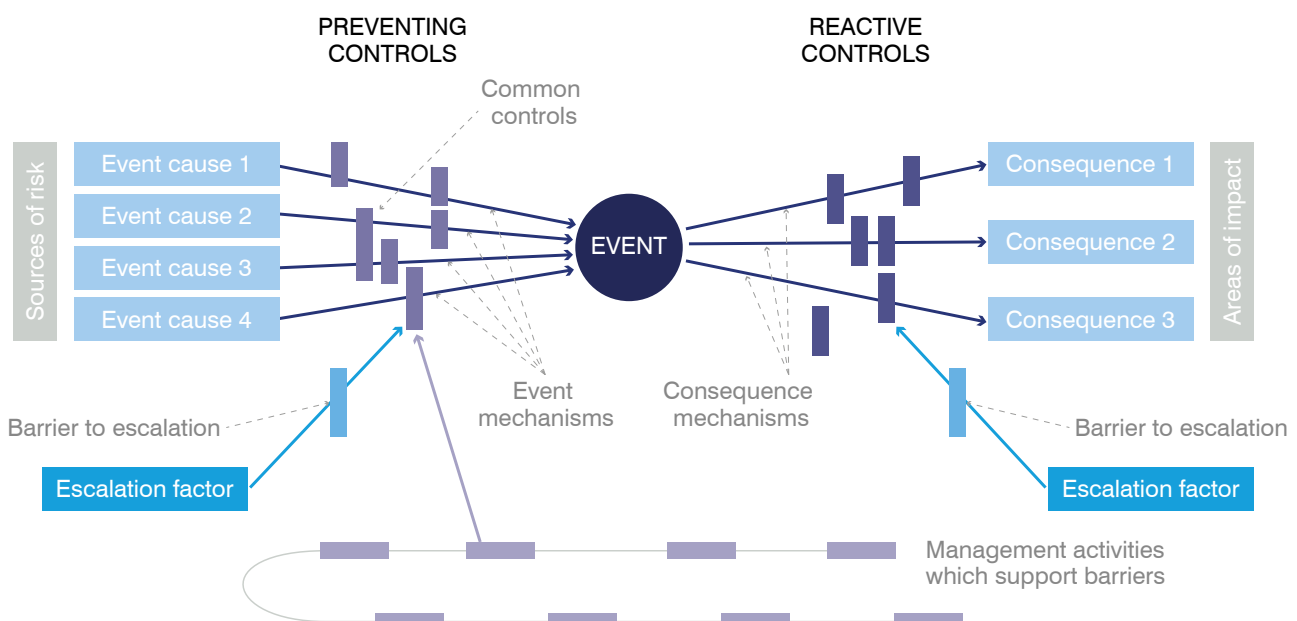 PREVENTING
CONTROLS
REACTIVE
CONTROLS
Common
controls
Sources of risk
Event cause 1
Event cause 2
Event cause 3
Event cause 4
EVENT
Consequence 1
Consequence 2
Consequence 3
Areas of impact
Event
mechanisms
Consequence
mechanisms
Barrier to escalation
Barrier to escalation
Escalation factor
Escalation factor
Management activities
which support barriers